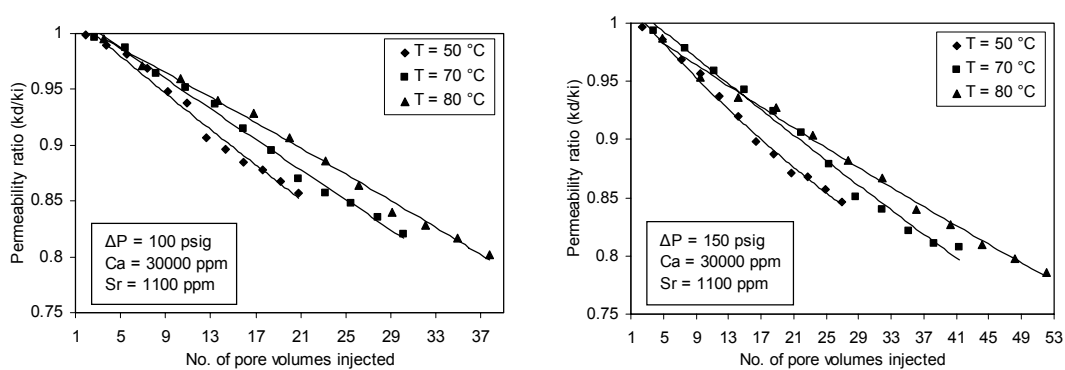 1
0.95
0.9
0.85
0.8
0.75
Permeability ratio (kd/ki)
T = 50 °C
T = 70 °C
T = 80 °C
ΔP = 100 psig
Ca = 30000 ppm
Sr = 1100 ppm
1 5 9 13 17 21 25 29 33 37
No. of pore volumes injected
1
0.95
0.9
0.85
0.8
0.75
Permeability ratio (kd/ki)
T = 50 °C
T = 70 °C
T = 80 °C
ΔP = 150 psig
Ca = 30000 ppm
Sr = 1100 ppm
1 5 9 13 17 21 25 29 33 37 41 45 49 53
No. of pore volumes injected